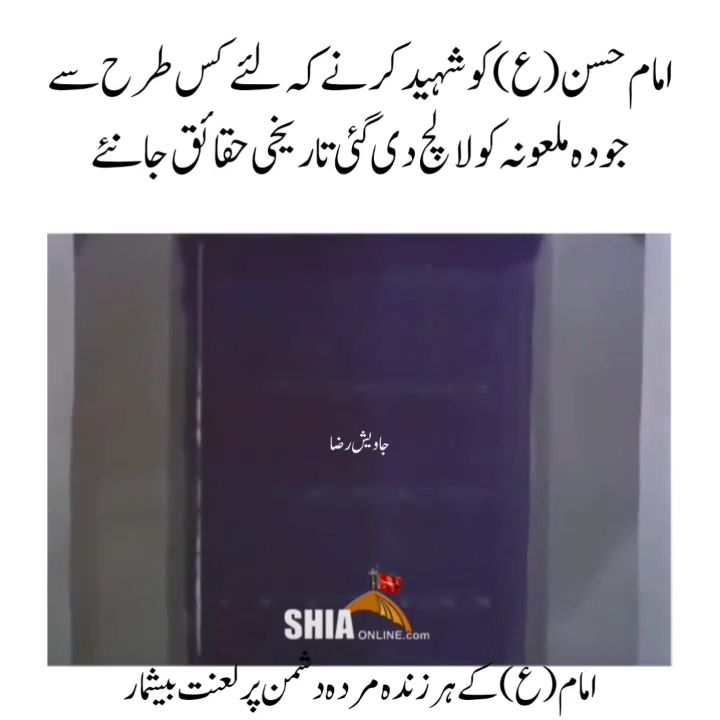 امام حسن (ع) کو شہید کرنے کہ لئے کس طرح سے
جودہ ملعونہ کو لالچ دی گئی تاریخی حقائق جانئے
جاویش رضا
SHIA ONLINE.com
امام (ع) کے ہر زندہ مردہ دشمن پر لعنت بیشمار